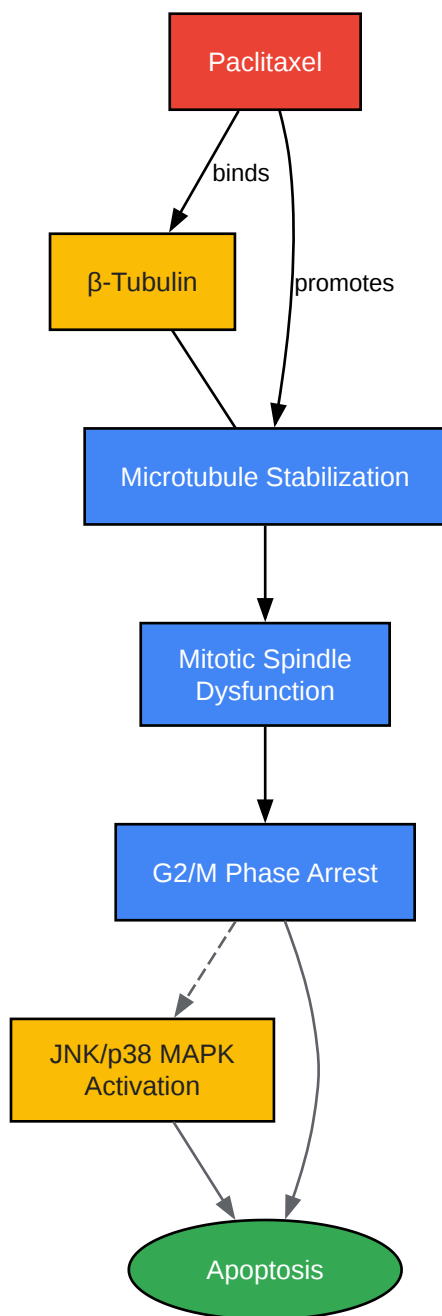 Paclitaxel
binds
β-Tubulin
promotes
Microtubule Stabilization
Mitotic Spindle
Dysfunction
G2/M Phase Arrest
JNK/p38 MAPK
Activation
Apoptosis